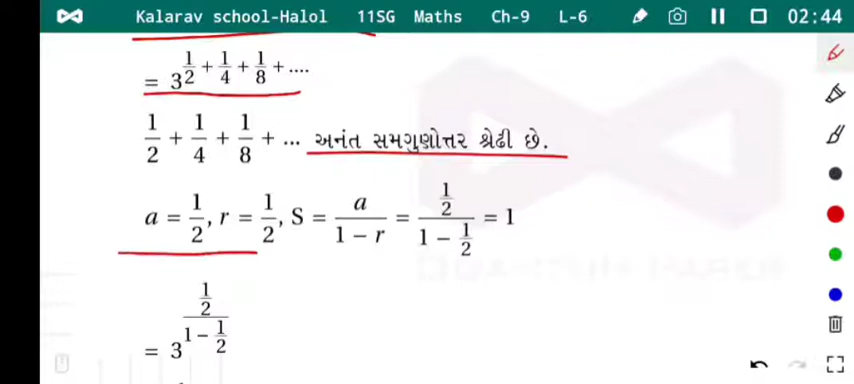 Kalarav school-Halol 11SG Maths Ch-9 L-6 02:44
= 3^{1/2 + 1/4 + 1/8 + ....}
1/2 + 1/4 + 1/8 + ... અનંત સમગુણોત્તર શ્રેઢી છે.
a = 1/2, r = 1/2, S = a/(1 − r) = (1/2)/(1 − 1/2) = 1
= 3^{(1/2)/(1 − 1/2)}